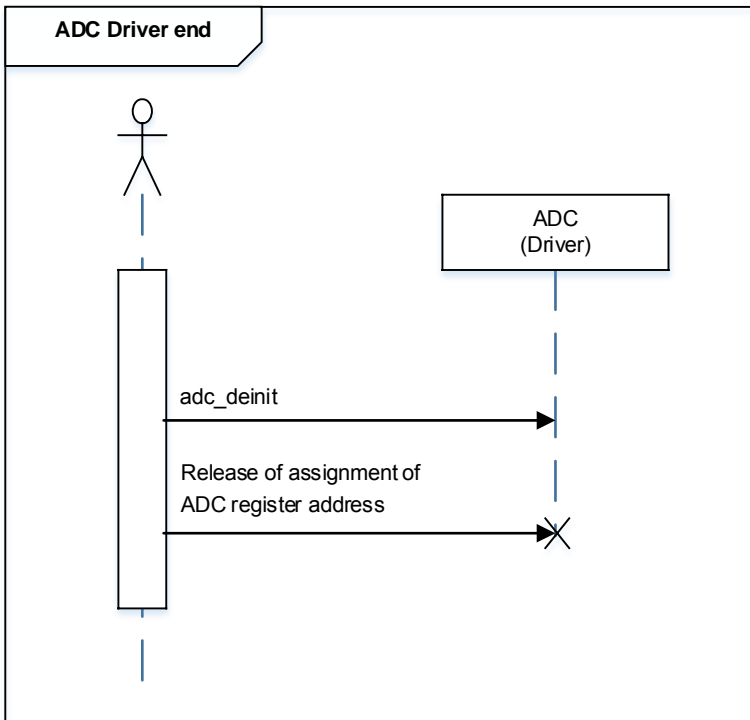 ADC Driver end
ADC
(Driver)
adc_deinit
Release of assignment of
ADC register address